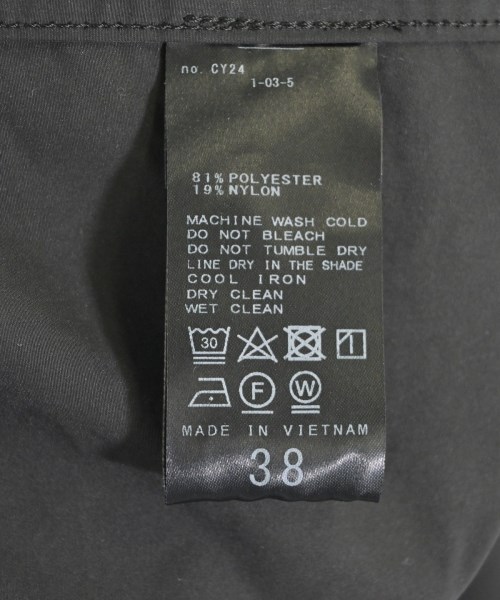 no. CY24
1-03-5
81% POLYESTER
19% NYLON
MACHINE WASH COLD
DO NOT BLEACH
DO NOT TUMBLE DRY
LINE DRY IN THE SHADE
COOL IRON
DRY CLEAN
WET CLEAN
30
F W
MADE IN VIETNAM
38